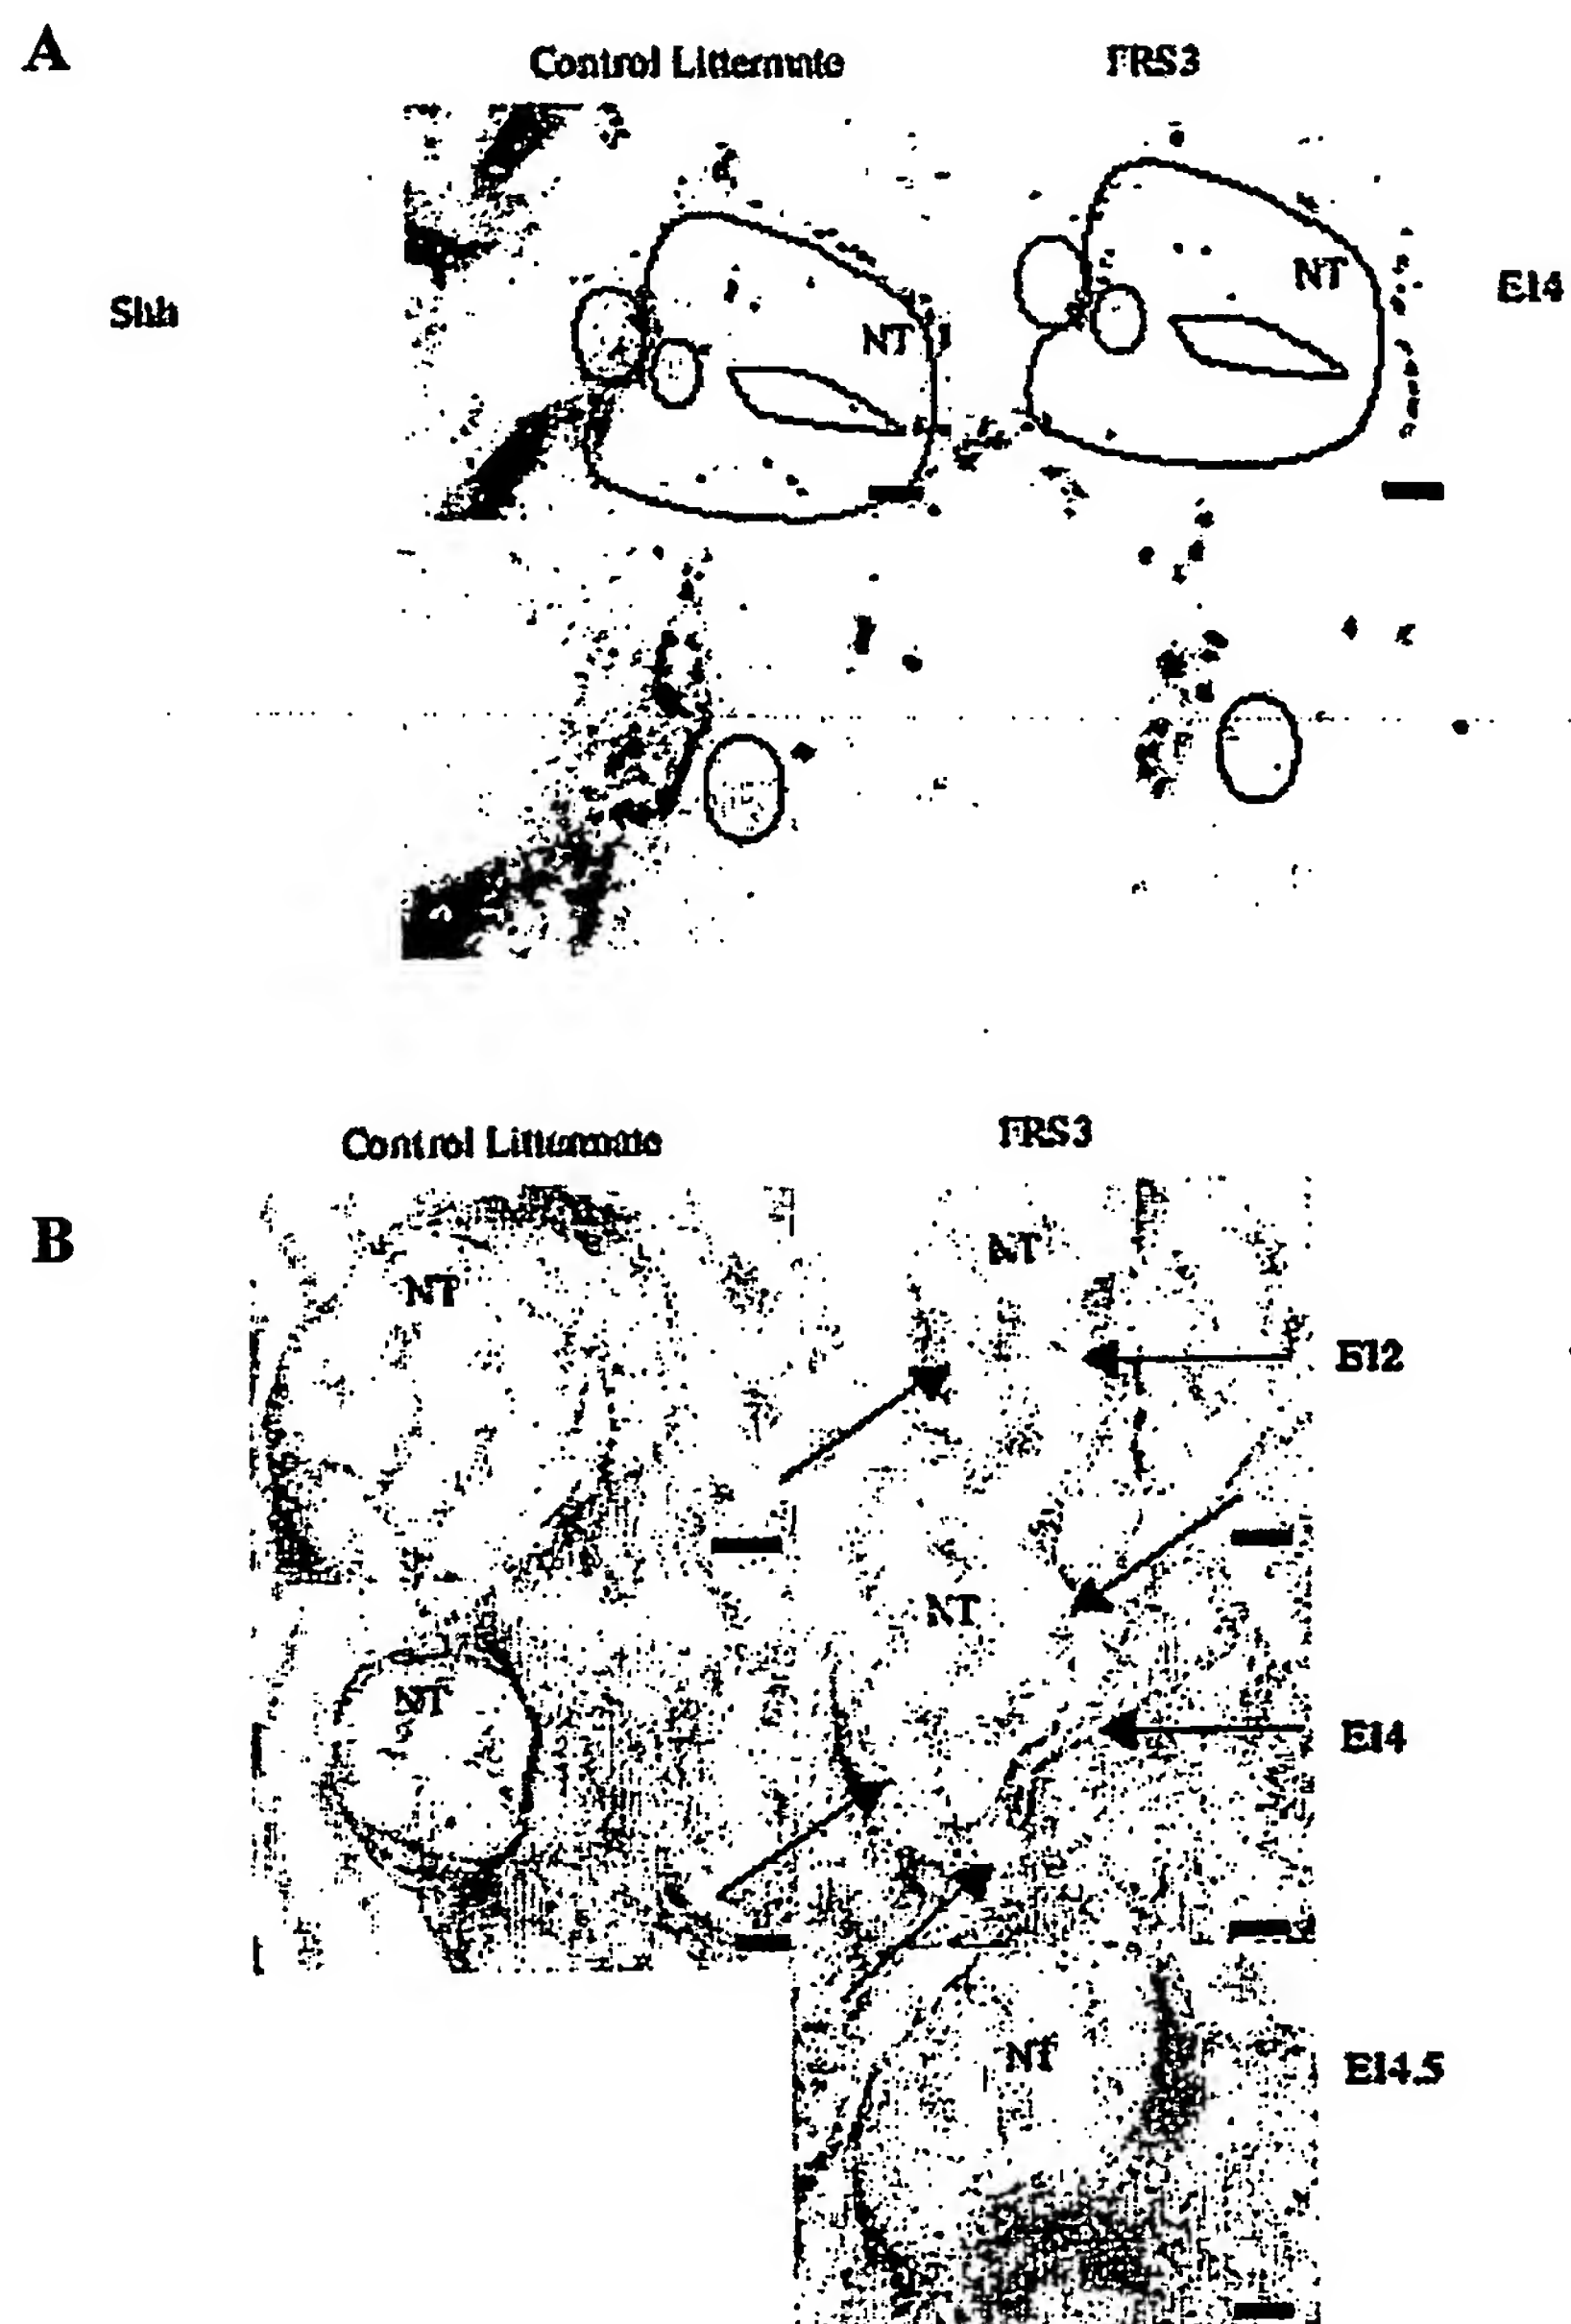 A
Control Littermate FRS3
NT
Shh
NT
E14
Control Littermate FRS3
B
NT
NT
E12
NT
NT
E14
NT
E14.5